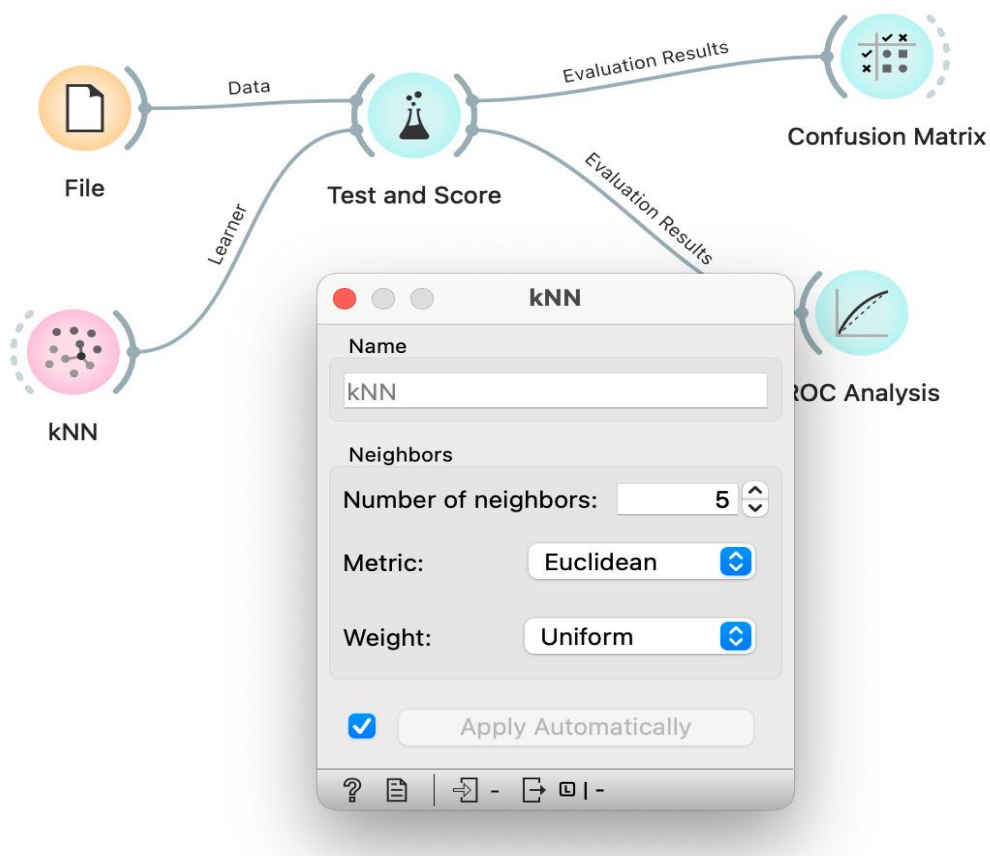 Data
Evaluation Results
Confusion Matrix
File
Test and Score
Learner
Evaluation Results
kNN
ROC Analysis
kNN
Name
kNN
Neighbors
Number of neighbors: 5
Metric: Euclidean
Weight: Uniform
Apply Automatically
? - L | -